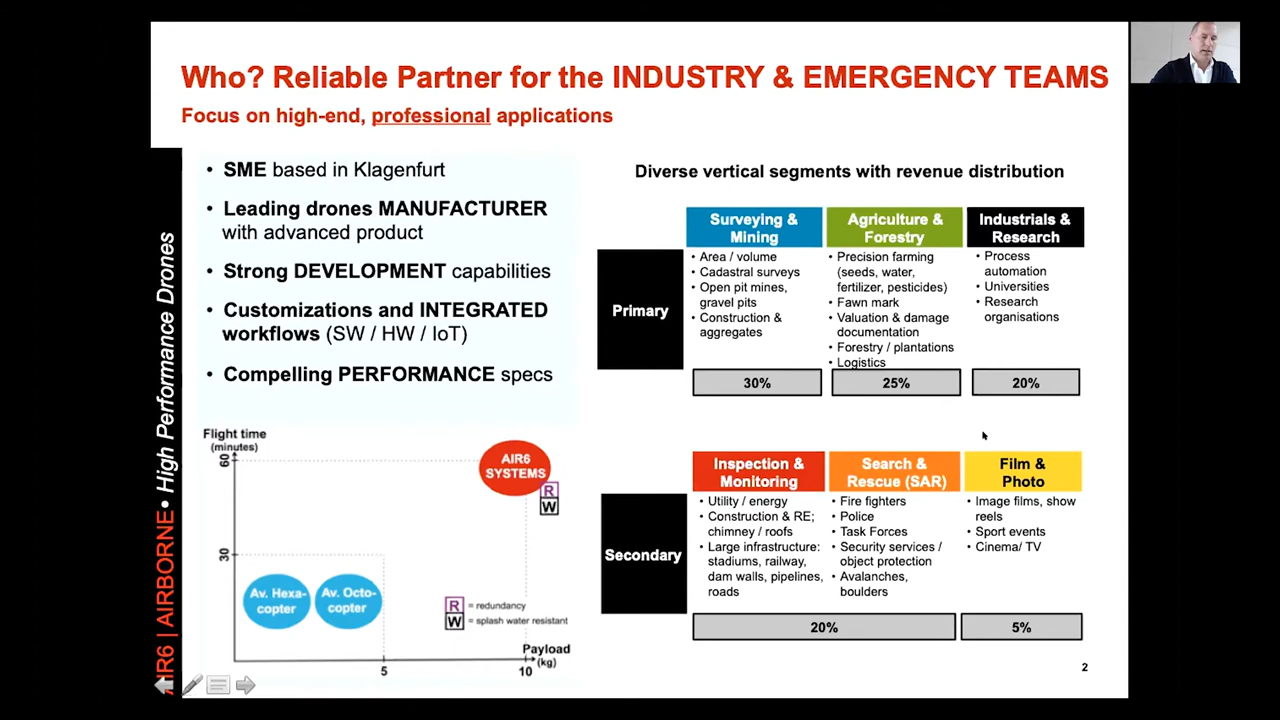 Who? Reliable Partner for the INDUSTRY & EMERGENCY TEAMS
Focus on high-end, professional applications
AIR6 | AIRBORNE • High Performance Drones
• SME based in Klagenfurt
• Leading drones MANUFACTURER
with advanced product
• Strong DEVELOPMENT capabilities
• Customizations and INTEGRATED
workflows (SW / HW / IoT)
• Compelling PERFORMANCE specs
Flight time
(minutes)
60
30
AIR6
SYSTEMS
R
W
Av. Hexa-
copter
Av. Octo-
copter
R = redundancy
W = splash water resistant
Payload
(kg)
5
10
Diverse vertical segments with revenue distribution
Primary
Surveying &
Mining
• Area / volume
• Cadastral surveys
• Open pit mines,
gravel pits
• Construction &
aggregates
30%
Agriculture &
Forestry
• Precision farming
(seeds, water,
fertilizer, pesticides)
• Fawn mark
• Valuation & damage
documentation
• Forestry / plantations
• Logistics
25%
Industrials &
Research
• Process
automation
• Universities
• Research
organisations
20%
Secondary
Inspection &
Monitoring
• Utility / energy
• Construction & RE;
chimney / roofs
• Large infrastructure:
stadiums, railway,
dam walls, pipelines,
roads
Search &
Rescue (SAR)
• Fire fighters
• Police
• Task Forces
• Security services /
object protection
• Avalanches,
boulders
20%
Film &
Photo
• Image films, show
reels
• Sport events
• Cinema/ TV
5%
2